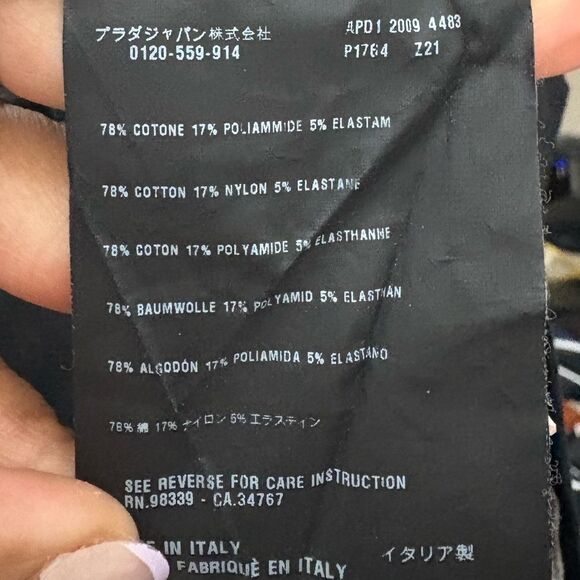 プラダジャパン株式会社 APD1 2009 4483
0120-559-914 P1764 Z21
78% COTONE 17% POLIAMMIDE 5% ELASTAM
78% COTTON 17% NYLON 5% ELASTANE
78% COTON 17% POLYAMIDE 5% ELASTHANNE
78% BAUMWOLLE 17% POLYAMID 5% ELASTHAN
78% ALGODÓN 17% POLIAMIDA 5% ELASTANO
78% 綿 17% ナイロン 5% エラスティン
SEE REVERSE FOR CARE INSTRUCTION
RN.98339 - CA.34767
IN ITALY
FABRIQUÉ EN ITALY イタリア製